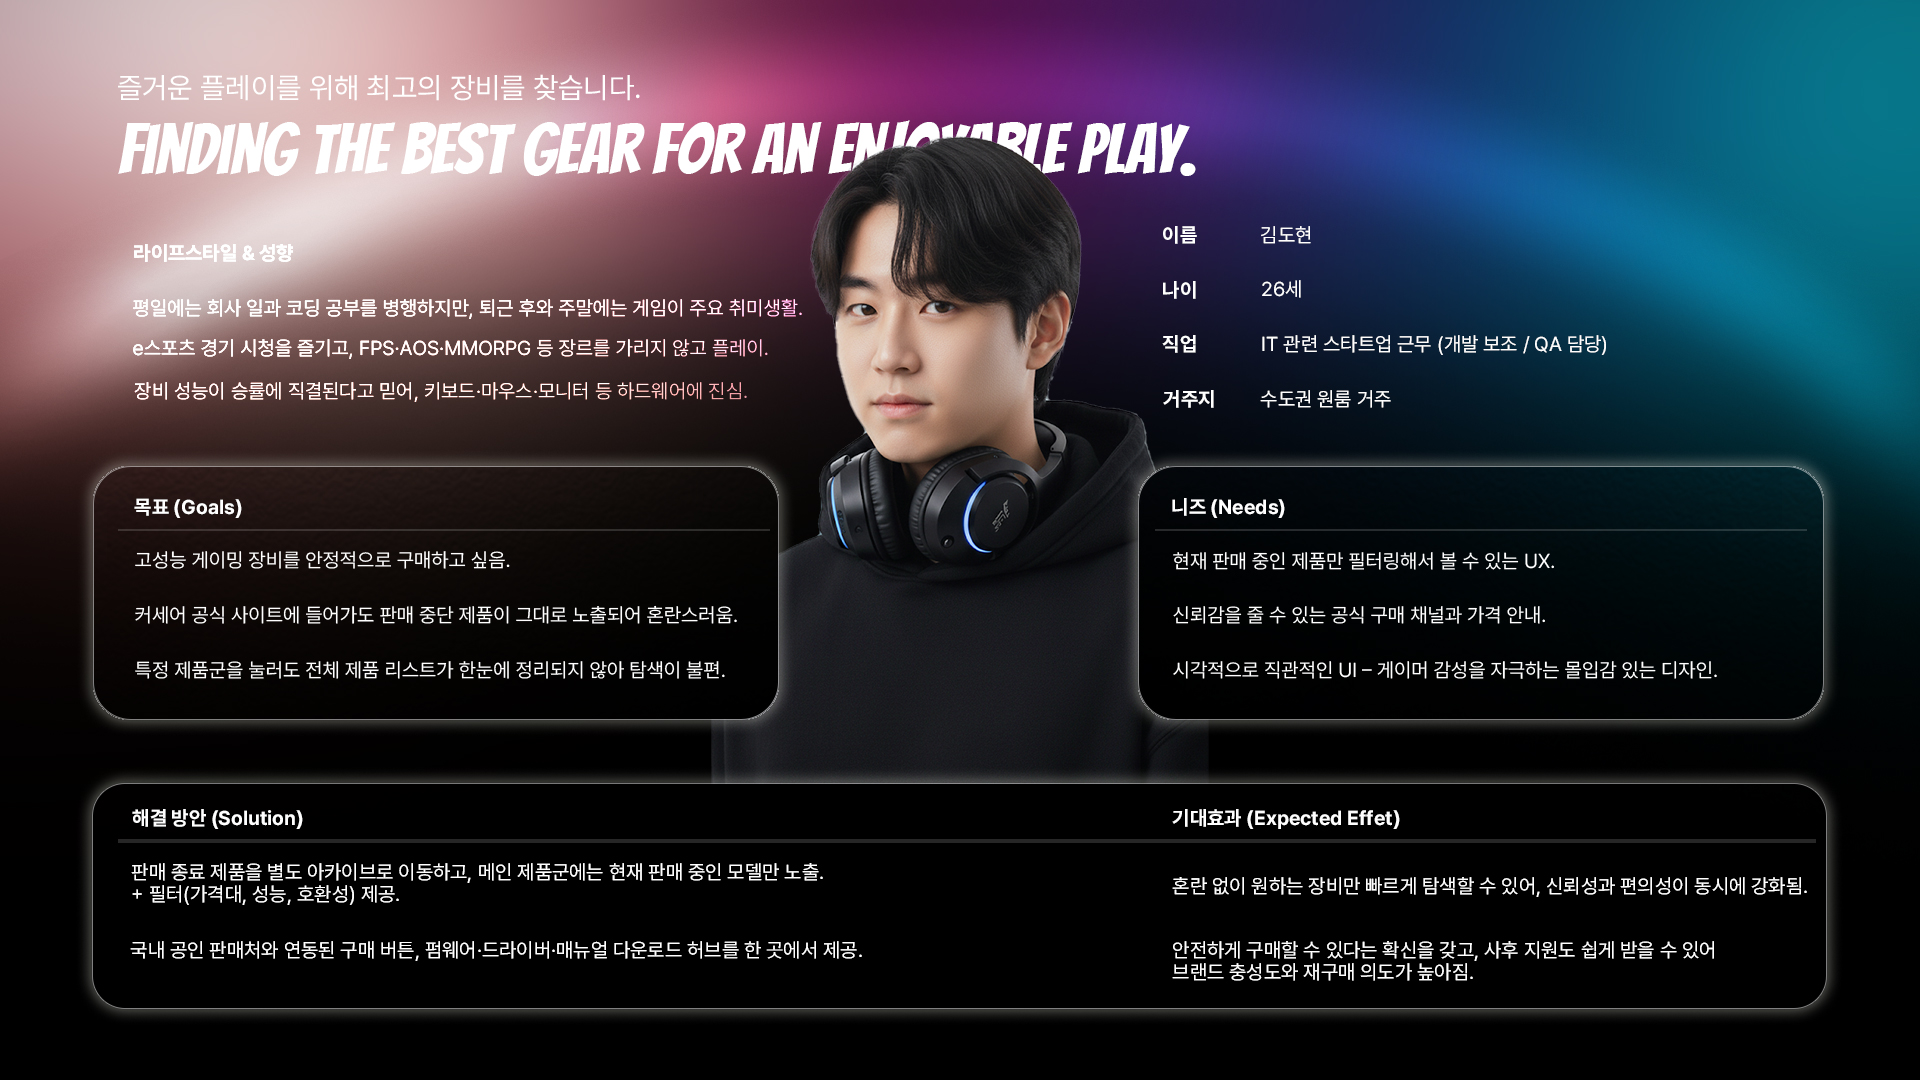 즐거운 플레이를 위해 최고의 장비를 찾습니다.
FINDING THE BEST GEAR FOR AN ENJOYABLE PLAY.
라이프스타일 & 성향
평일에는 회사 일과 코딩 공부를 병행하지만, 퇴근 후와 주말에는 게임이 주요 취미생활.
e스포츠 경기 시청을 즐기고, FPS·AOS·MMORPG 등 장르를 가리지 않고 플레이.
장비 성능이 승률에 직결된다고 믿어, 키보드·마우스·모니터 등 하드웨어에 진심.
이름 김도현
나이 26세
직업 IT 관련 스타트업 근무 (개발 보조 / QA 담당)
거주지 수도권 원룸 거주
목표 (Goals)
고성능 게이밍 장비를 안정적으로 구매하고 싶음.
커세어 공식 사이트에 들어가도 판매 중단 제품이 그대로 노출되어 혼란스러움.
특정 제품군을 눌러도 전체 제품 리스트가 한눈에 정리되지 않아 탐색이 불편.
니즈 (Needs)
현재 판매 중인 제품만 필터링해서 볼 수 있는 UX.
신뢰감을 줄 수 있는 공식 구매 채널과 가격 안내.
시각적으로 직관적인 UI – 게이머 감성을 자극하는 몰입감 있는 디자인.
해결 방안 (Solution)
판매 종료 제품을 별도 아카이브로 이동하고, 메인 제품군에는 현재 판매 중인 모델만 노출.
+ 필터(가격대, 성능, 호환성) 제공.
국내 공인 판매처와 연동된 구매 버튼, 펌웨어·드라이버·매뉴얼 다운로드 허브를 한 곳에서 제공.
기대효과 (Expected Effet)
혼란 없이 원하는 장비만 빠르게 탐색할 수 있어, 신뢰성과 편의성이 동시에 강화됨.
안전하게 구매할 수 있다는 확신을 갖고, 사후 지원도 쉽게 받을 수 있어
브랜드 충성도와 재구매 의도가 높아짐.